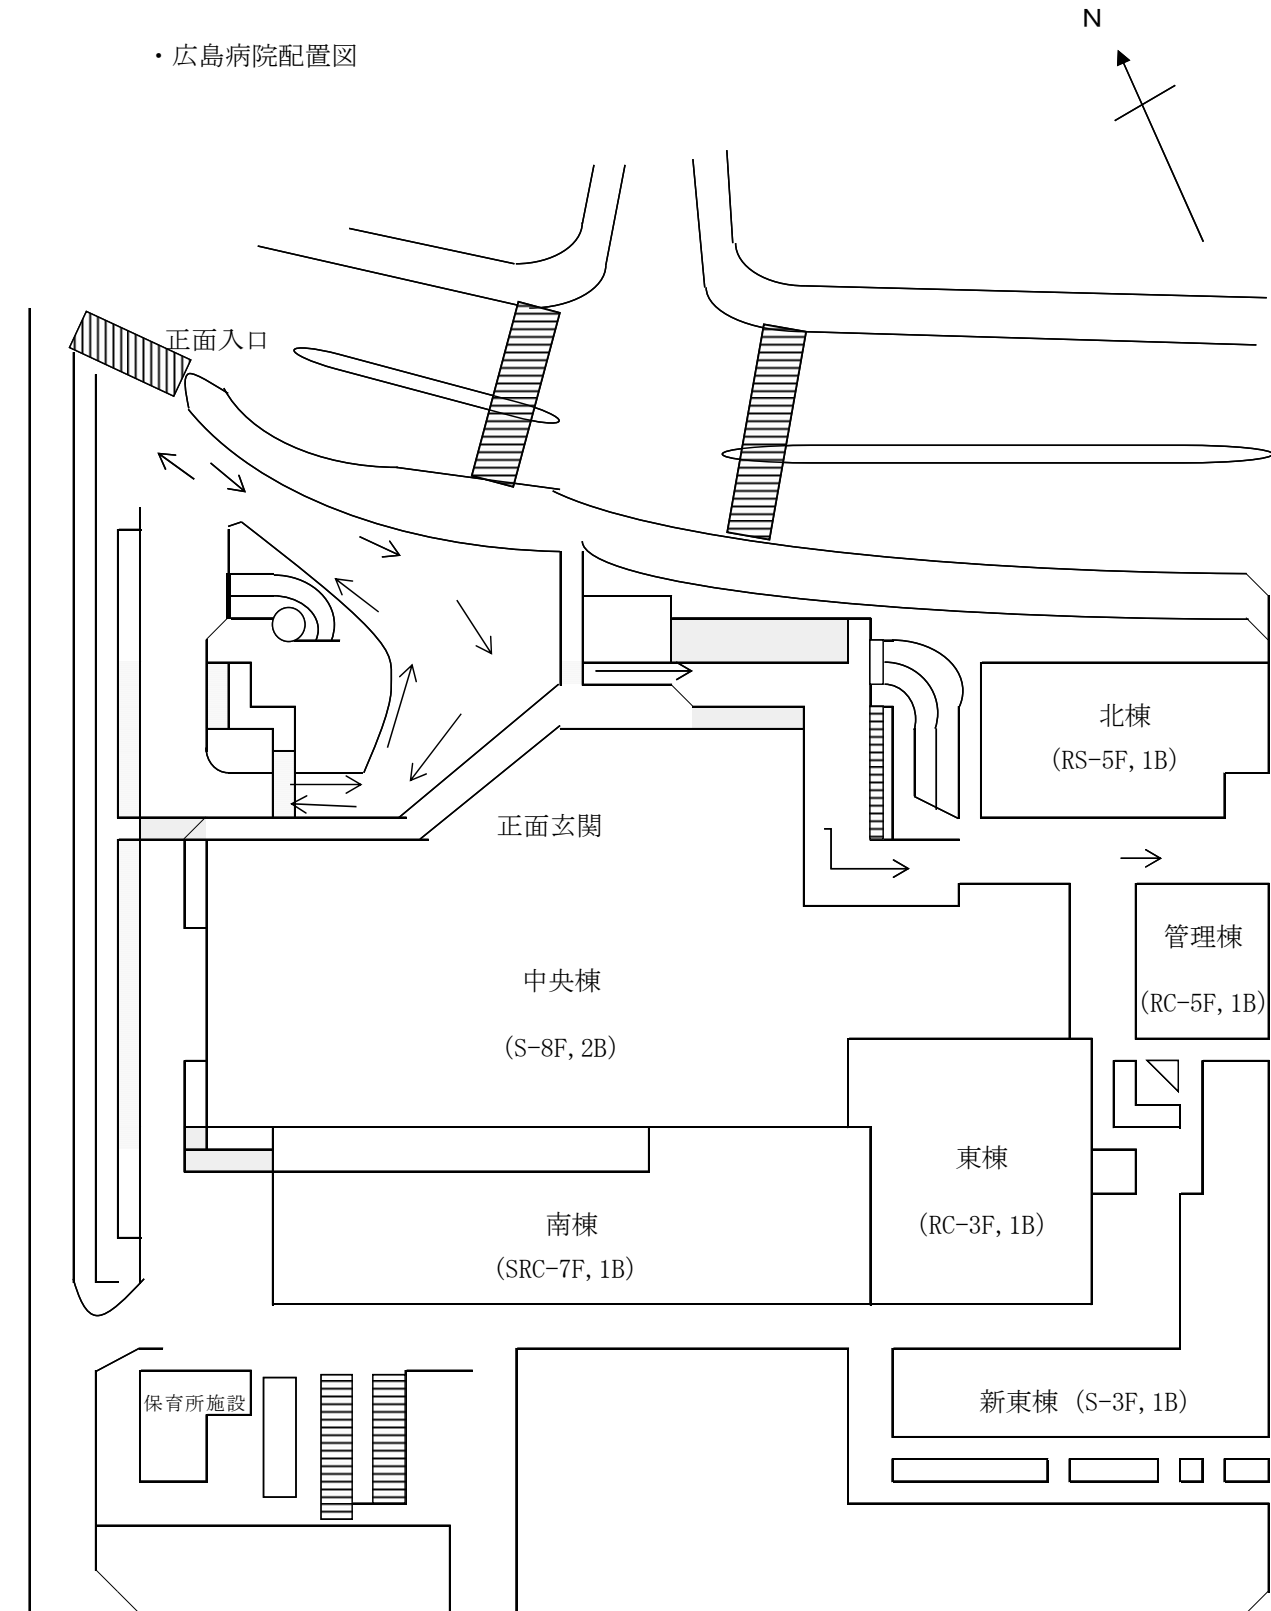 N
・広島病院配置図
正面入口
北棟
(RS-5F, 1B)
正面玄関
管理棟
(RC-5F, 1B)
中央棟
(S-8F, 2B)
東棟
(RC-3F, 1B)
南棟
(SRC-7F, 1B)
保育所施設
新東棟 (S-3F, 1B)